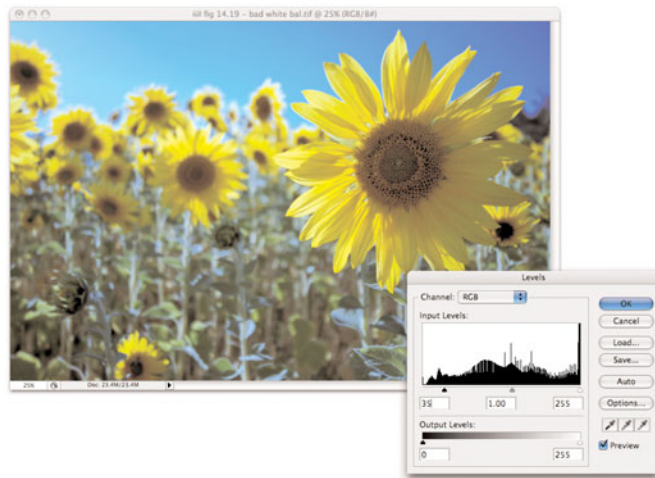 fig 14.19 – bad white bal.tif @ 25% (RGB/8#)
25%
Doc: 23.4M/23.4M
Levels
Channel: RGB
OK
Input Levels:
Cancel
Load...
Save...
35 1.00 255
Auto
Output Levels:
Options...
Preview
0 255